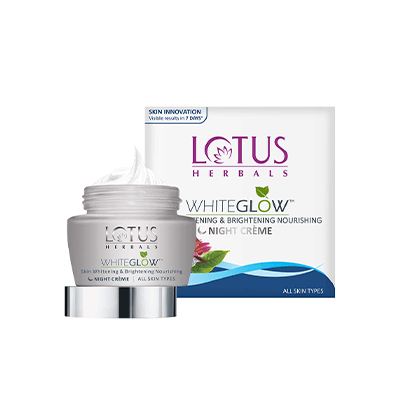 SKIN INNOVATION
Visible results in 7 DAYS*
LOTUS
HERBALS
WHITEGLOW™
& BRIGHTENING NOURISHING
NIGHT CRÈME
ALL SKIN TYPES
LOTUS
HERBALS
WHITEGLOW™
Skin Whitening & Brightening Nourishing
NIGHT CRÈME | ALL SKIN TYPES